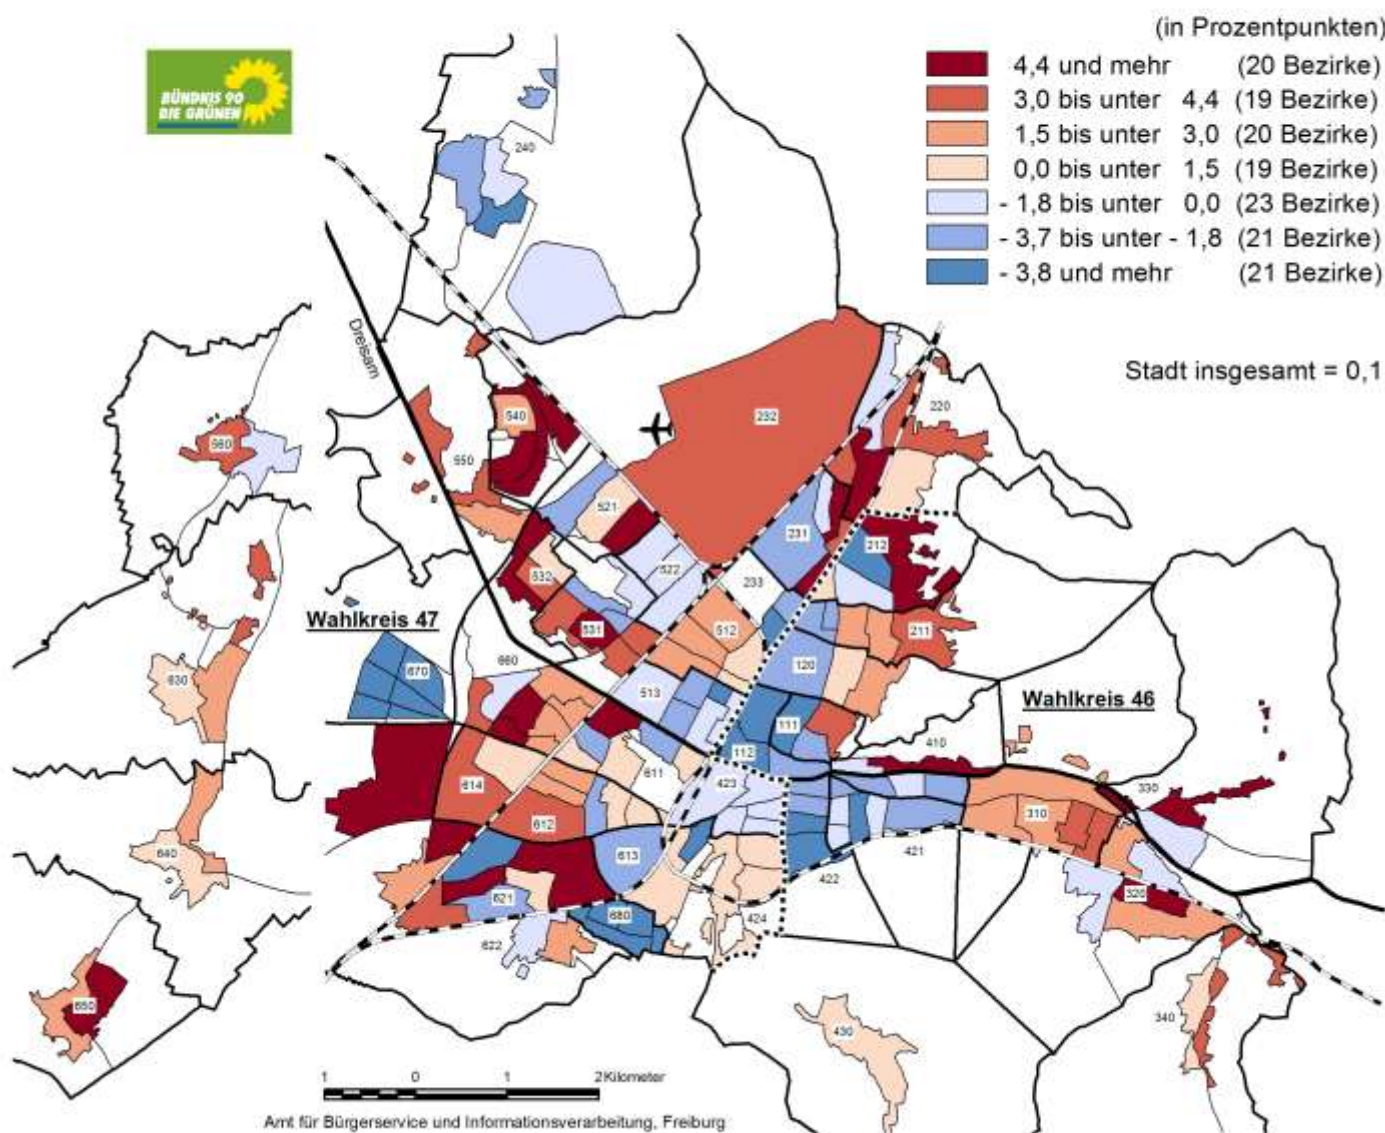 (in Prozentpunkten)
4,4 und mehr (20 Bezirke)
3,0 bis unter 4,4 (19 Bezirke)
1,5 bis unter 3,0 (20 Bezirke)
0,0 bis unter 1,5 (19 Bezirke)
- 1,8 bis unter 0,0 (23 Bezirke)
- 3,7 bis unter - 1,8 (21 Bezirke)
- 3,8 und mehr (21 Bezirke)
BÜNDNIS 90
DIE GRÜNEN
Stadt insgesamt = 0,1
Dreisam
240
232
220
540
550
560
521
231
212
532
522
233
531
512
211
Wahlkreis 47
660
120
670
630
513
Wahlkreis 46
111
410
112
614
611
423
330
612
310
613
421
640
422
621
320
680
424
622
650
340
430
1 0 1 2Kilometer
Amt für Bürgerservice und Informationsverarbeitung, Freiburg